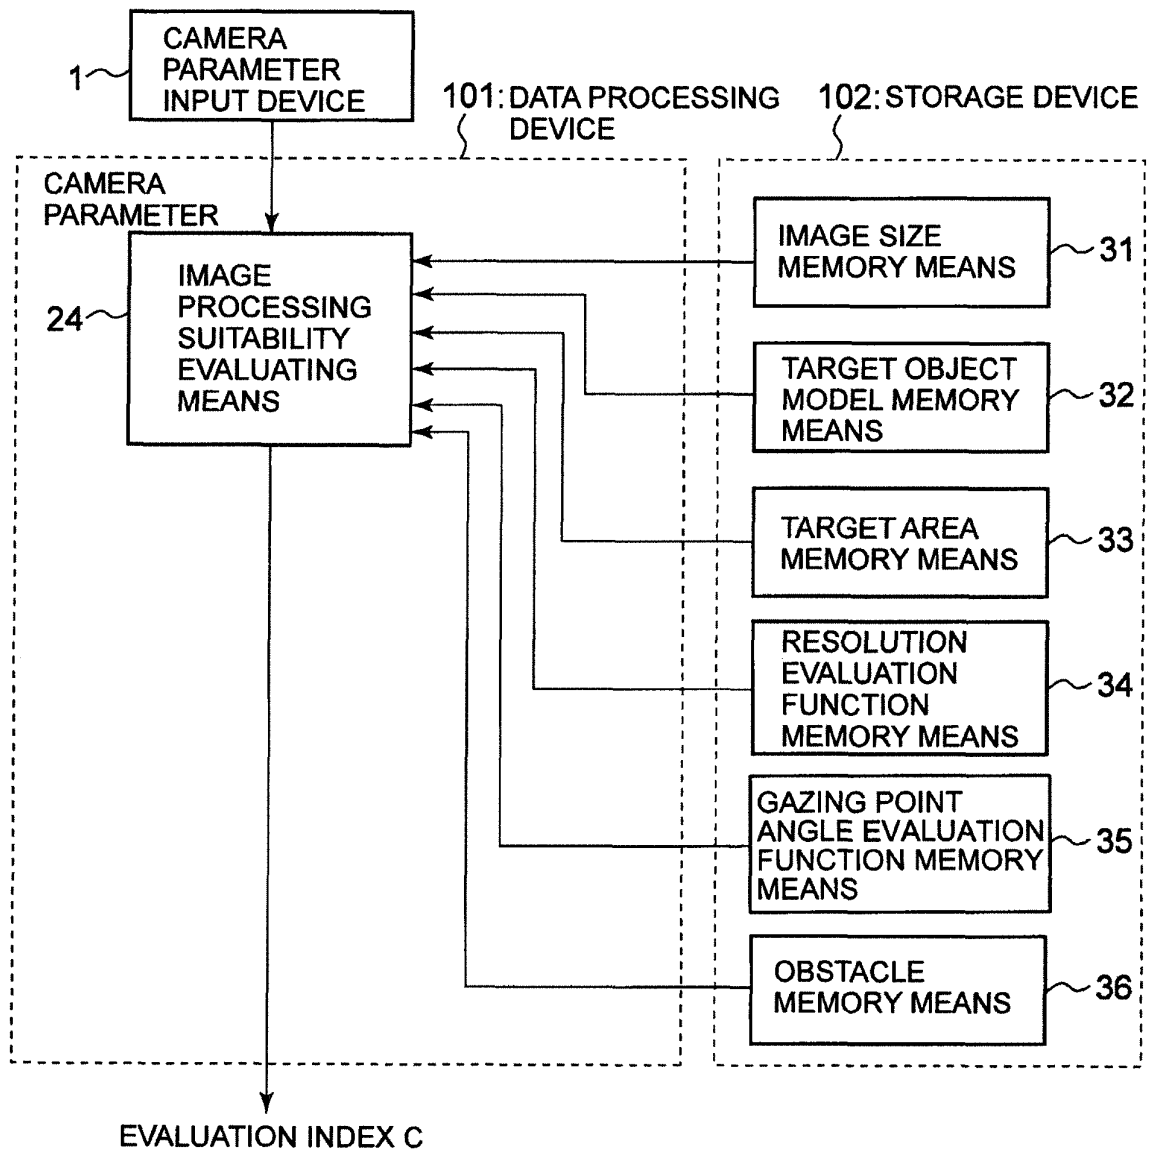 CAMERA
PARAMETER
INPUT DEVICE
1
101: DATA PROCESSING
DEVICE
102: STORAGE DEVICE
CAMERA
PARAMETER
IMAGE
PROCESSING
SUITABILITY
EVALUATING
MEANS
24
IMAGE SIZE
MEMORY MEANS
31
TARGET OBJECT
MODEL MEMORY
MEANS
32
TARGET AREA
MEMORY MEANS
33
RESOLUTION
EVALUATION
FUNCTION
MEMORY MEANS
34
GAZING POINT
ANGLE EVALUATION
FUNCTION MEMORY
MEANS
35
OBSTACLE
MEMORY MEANS
36
EVALUATION INDEX C